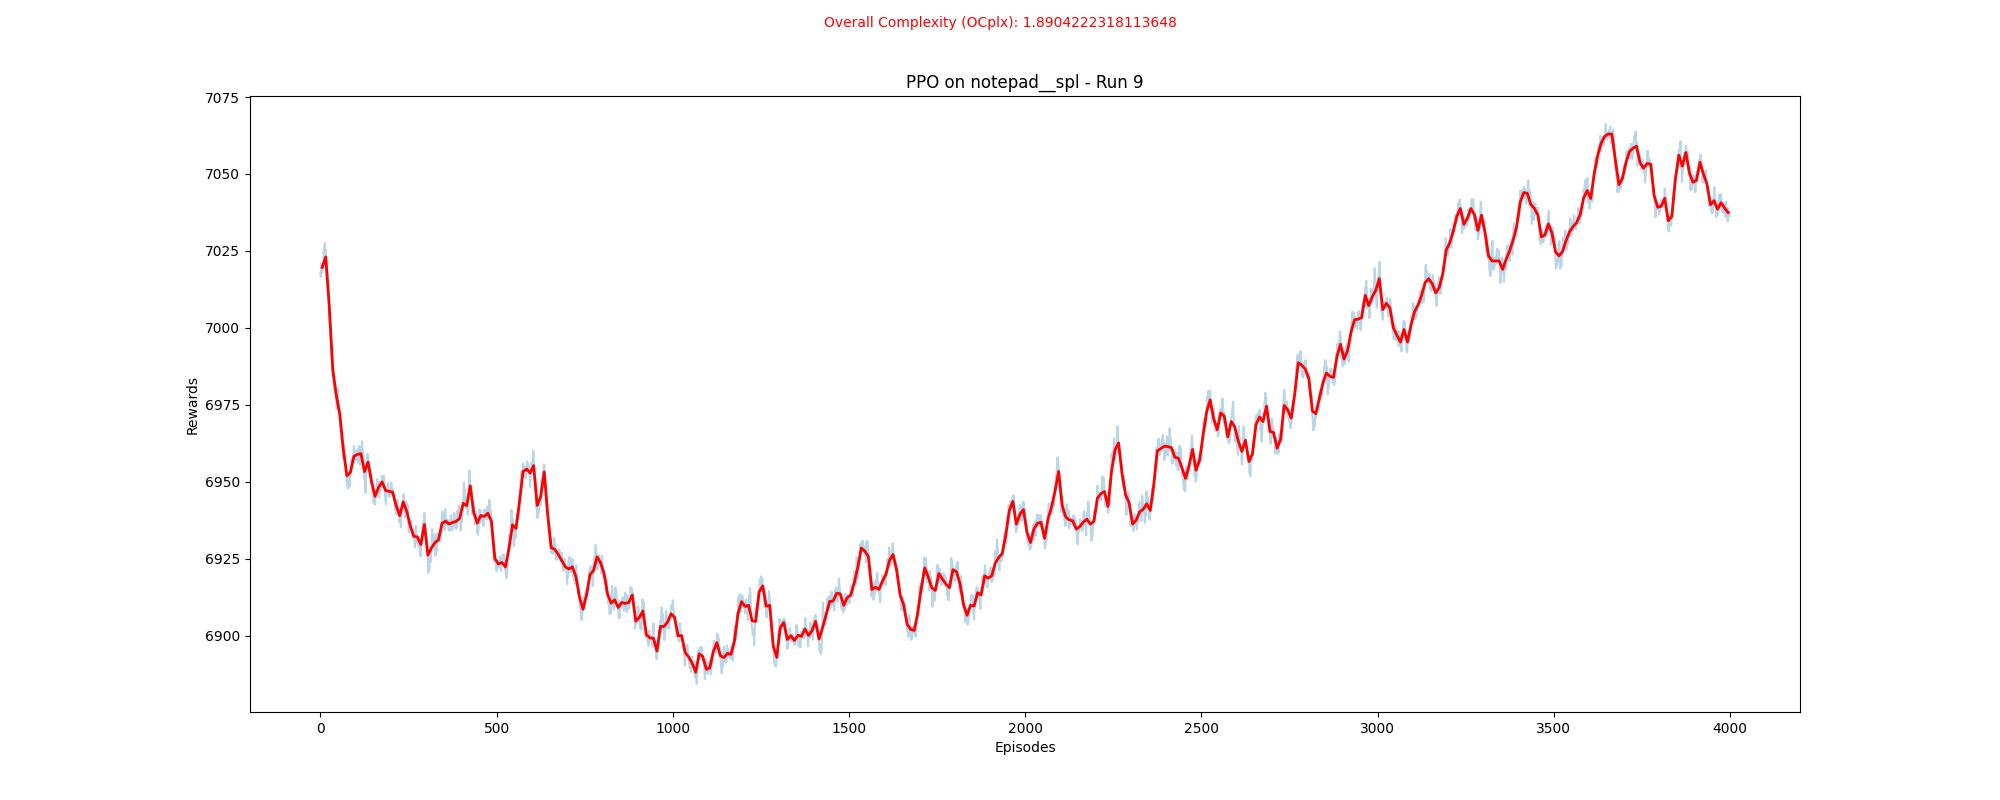 Overall Complexity (OCplx): 1.8904222318113648
PPO on notepad__spl - Run 9
7075
7050
7025
7000
6975
6950
6925
6900
Rewards
0 500 1000 1500 2000 2500 3000 3500 4000
Episodes